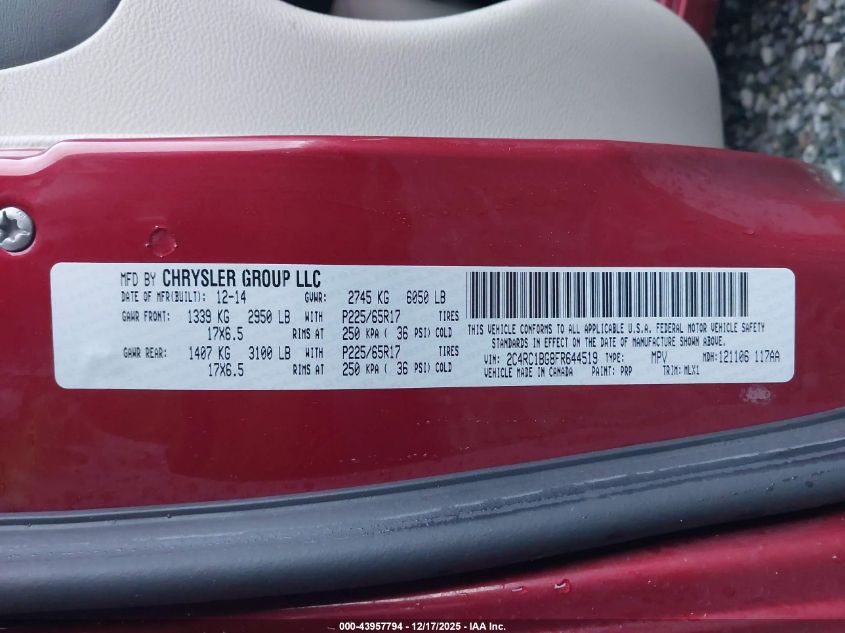 MFD BY CHRYSLER GROUP LLC
DATE OF MFR(BUILT): 12-14 GVWR: 2745 KG 6050 LB
GAWR FRONT: 1339 KG 2950 LB WITH P225/65R17 TIRES
17X6.5 RIMS AT 250 KPA ( 36 PSI) COLD
GAWR REAR: 1407 KG 3100 LB WITH P225/65R17 TIRES
17X6.5 RIMS AT 250 KPA ( 36 PSI) COLD
THIS VEHICLE CONFORMS TO ALL APPLICABLE U.S.A. FEDERAL MOTOR VEHICLE SAFETY
STANDARDS IN EFFECT ON THE DATE OF MANUFACTURE SHOWN ABOVE.
VIN: 2C4RC1BG8FR644519 TYPE: MPV MDH: 121106 117AA
VEHICLE MADE IN CANADA PAINT: PRP TRIM: MLX1
000-43957794 - 12/17/2025 - IAA Inc.